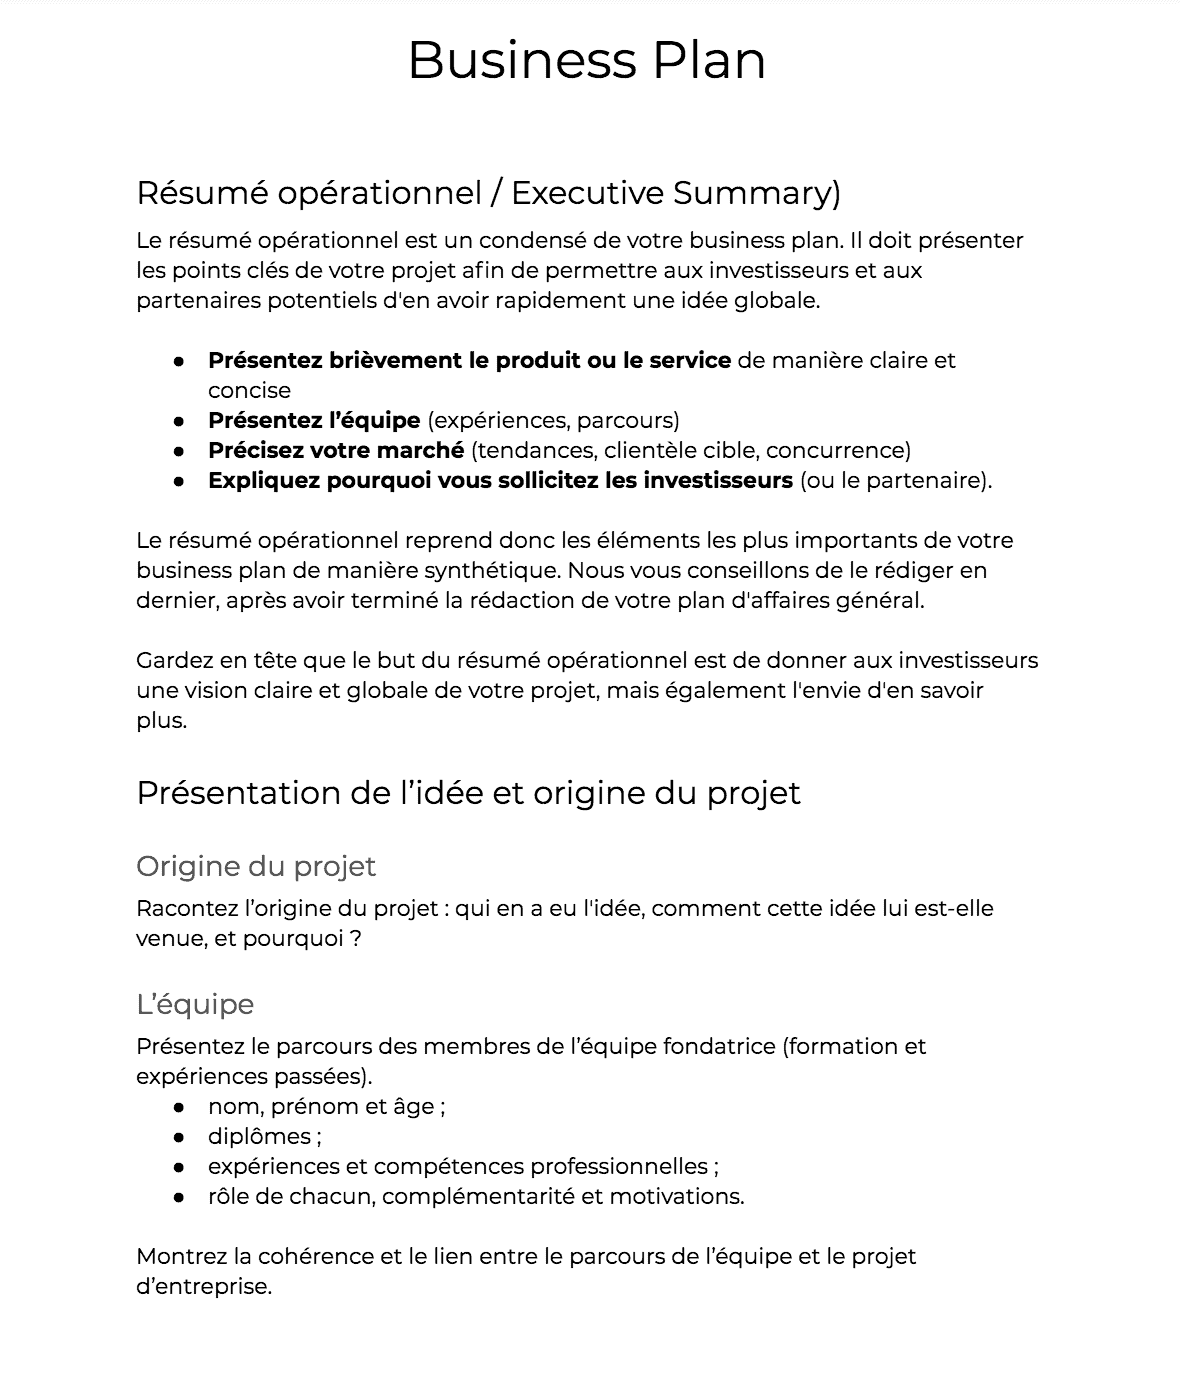 Business Plan
Résumé opérationnel / Executive Summary)
Le résumé opérationnel est un condensé de votre business plan. Il doit présenter
les points clés de votre projet afin de permettre aux investisseurs et aux
partenaires potentiels d'en avoir rapidement une idée globale.
● Présentez brièvement le produit ou le service de manière claire et
concise
● Présentez l’équipe (expériences, parcours)
● Précisez votre marché (tendances, clientèle cible, concurrence)
● Expliquez pourquoi vous sollicitez les investisseurs (ou le partenaire).
Le résumé opérationnel reprend donc les éléments les plus importants de votre
business plan de manière synthétique. Nous vous conseillons de le rédiger en
dernier, après avoir terminé la rédaction de votre plan d'affaires général.
Gardez en tête que le but du résumé opérationnel est de donner aux investisseurs
une vision claire et globale de votre projet, mais également l'envie d'en savoir
plus.
Présentation de l’idée et origine du projet
Origine du projet
Racontez l’origine du projet : qui en a eu l'idée, comment cette idée lui est-elle
venue, et pourquoi ?
L’équipe
Présentez le parcours des membres de l’équipe fondatrice (formation et
expériences passées).
● nom, prénom et âge ;
● diplômes ;
● expériences et compétences professionnelles ;
● rôle de chacun, complémentarité et motivations.
Montrez la cohérence et le lien entre le parcours de l’équipe et le projet
d’entreprise.